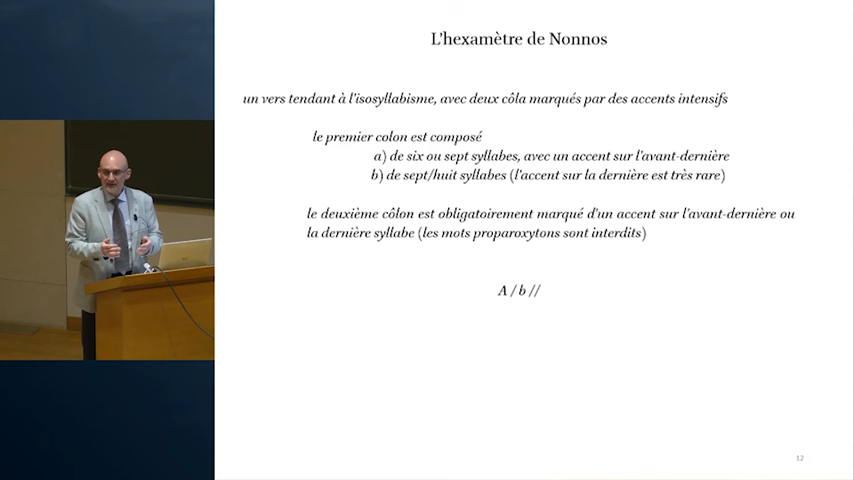 L'hexamètre de Nonnos
un vers tendant à l'isosyllabisme, avec deux côla marqués par des accents intensifs
le premier colon est composé
a) de six ou sept syllabes, avec un accent sur l'avant-dernière
b) de sept/huit syllabes (l'accent sur la dernière est très rare)
le deuxième côlon est obligatoirement marqué d'un accent sur l'avant-dernière ou
la dernière syllabe (les mots proparoxytons sont interdits)
A / b //
12